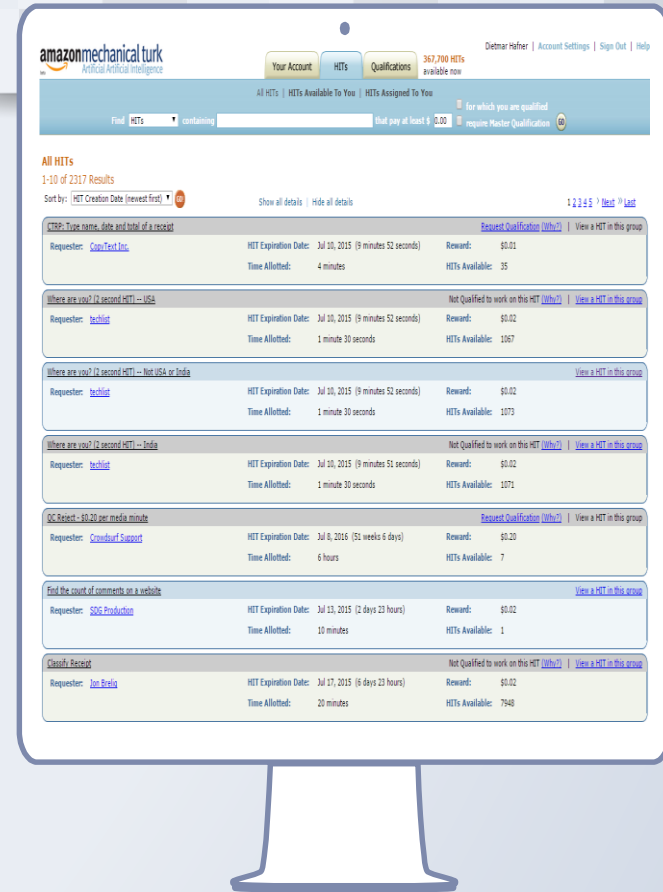 Dietmar Hafner | Account Settings | Sign Out | Help
amazonmechanical turk
Artificial Artificial Intelligence
Your Account HITs Qualifications 367,700 HITs
available now
All HITs | HITs Available To You | HITs Assigned To You
for which you are qualified
Find HITs containing that pay at least $ 0.00 require Master Qualification GO
All HITs
1-10 of 2317 Results
Sort by: HIT Creation Date (newest first) GO! Show all details | Hide all details 1 2 3 4 5 › Next » Last
CTRP: Type name, date and total of a receipt Request Qualification (Why?) | View a HIT in this group
Requester: CopyText Inc. HIT Expiration Date: Jul 10, 2015 (9 minutes 52 seconds) Reward: $0.01
Time Allotted: 4 minutes HITs Available: 35
Where are you? (2 second HIT) -- USA Not Qualified to work on this HIT (Why?) | View a HIT in this group
Requester: techlist HIT Expiration Date: Jul 10, 2015 (9 minutes 52 seconds) Reward: $0.02
Time Allotted: 1 minute 30 seconds HITs Available: 1067
Where are you? (2 second HIT) -- Not USA or India View a HIT in this group
Requester: techlist HIT Expiration Date: Jul 10, 2015 (9 minutes 52 seconds) Reward: $0.02
Time Allotted: 1 minute 30 seconds HITs Available: 1073
Where are you? (2 second HIT) -- India Not Qualified to work on this HIT (Why?) | View a HIT in this group
Requester: techlist HIT Expiration Date: Jul 10, 2015 (9 minutes 51 seconds) Reward: $0.02
Time Allotted: 1 minute 30 seconds HITs Available: 1071
QC Reject - $0.20 per media minute Request Qualification (Why?) | View a HIT in this group
Requester: Crowdsurf Support HIT Expiration Date: Jul 8, 2016 (51 weeks 6 days) Reward: $0.20
Time Allotted: 6 hours HITs Available: 7
Find the count of comments on a website View a HIT in this group
Requester: SDG Production HIT Expiration Date: Jul 13, 2015 (2 days 23 hours) Reward: $0.02
Time Allotted: 10 minutes HITs Available: 1
Classify Receipt Not Qualified to work on this HIT (Why?) | View a HIT in this group
Requester: Jon Brelig HIT Expiration Date: Jul 17, 2015 (6 days 23 hours) Reward: $0.02
Time Allotted: 20 minutes HITs Available: 7948